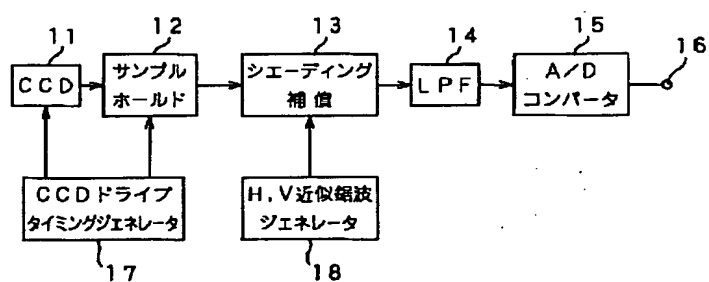 11
12
13
14
15
16
CCD
サンプル
ホールド
シェーディング
補償
LPF
A/D
コンバータ
CCDドライブ
タイミングジェネレータ
H,V近似鋸波
ジェネレータ
17
18